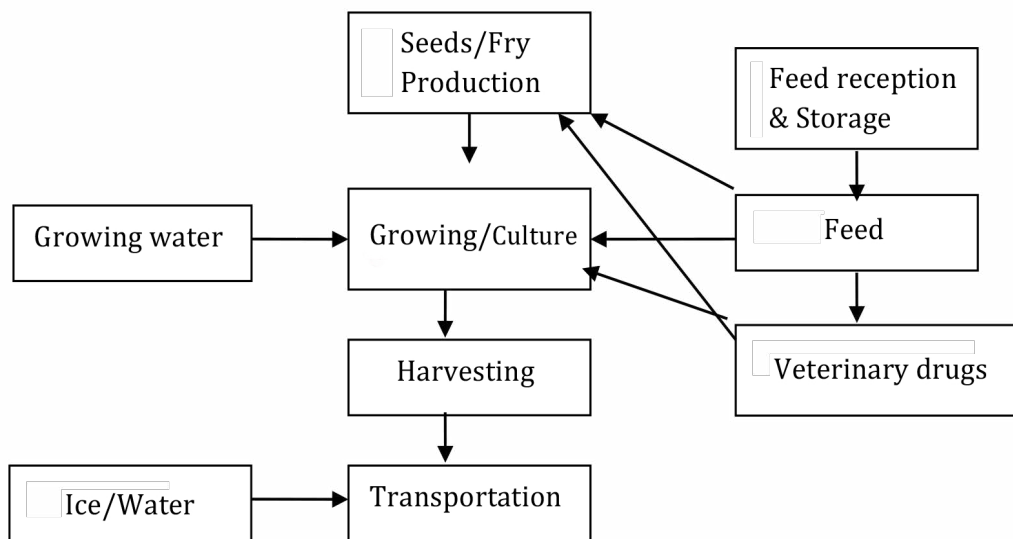 Seeds/Fry
Production
Feed reception
& Storage
Growing water
Growing/Culture
Feed
Harvesting
Veterinary drugs
Ice/Water
Transportation